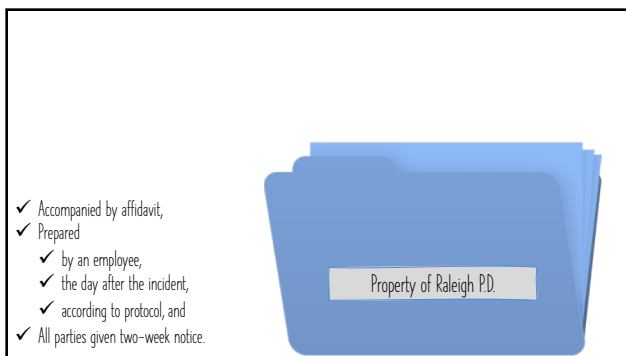 ✓ Accompanied by affidavit,
✓ Prepared
✓ by an employee,
✓ the day after the incident,
✓ according to protocol, and
✓ All parties given two-week notice.
Property of Raleigh P.D.